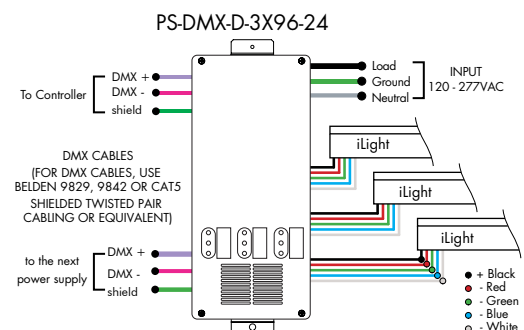 PS-DMX-D-3X96-24
To Controller
DMX +
DMX -
shield
Load
Ground
Neutral
INPUT
120 - 277VAC
DMX CABLES
(FOR DMX CABLES, USE
BELDEN 9829, 9842 OR CAT5
SHIELDED TWISTED PAIR
CABLING OR EQUIVALENT)
iLight
iLight
iLight
to the next
power supply
DMX +
DMX -
shield
+ Black
- Red
- Green
- Blue
- White